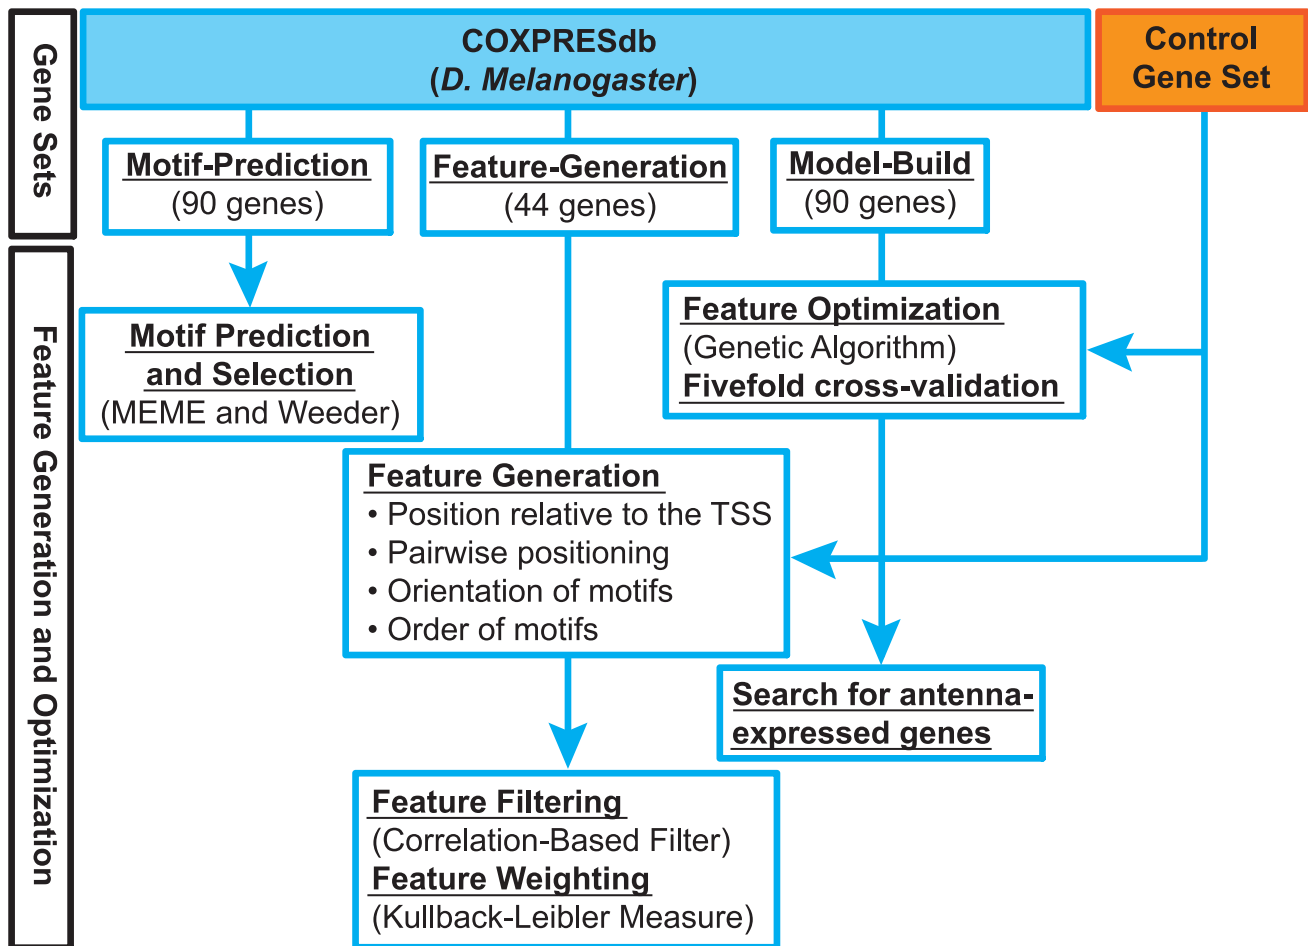 Gene Sets
COXPRESdb
(D. Melanogaster)
Control
Gene Set
Motif-Prediction
(90 genes)
Feature-Generation
(44 genes)
Model-Build
(90 genes)
Feature Generation and Optimization
Motif Prediction
and Selection
(MEME and Weeder)
Feature Optimization
(Genetic Algorithm)
Fivefold cross-validation
Feature Generation
• Position relative to the TSS
• Pairwise positioning
• Orientation of motifs
• Order of motifs
Search for antenna-
expressed genes
Feature Filtering
(Correlation-Based Filter)
Feature Weighting
(Kullback-Leibler Measure)